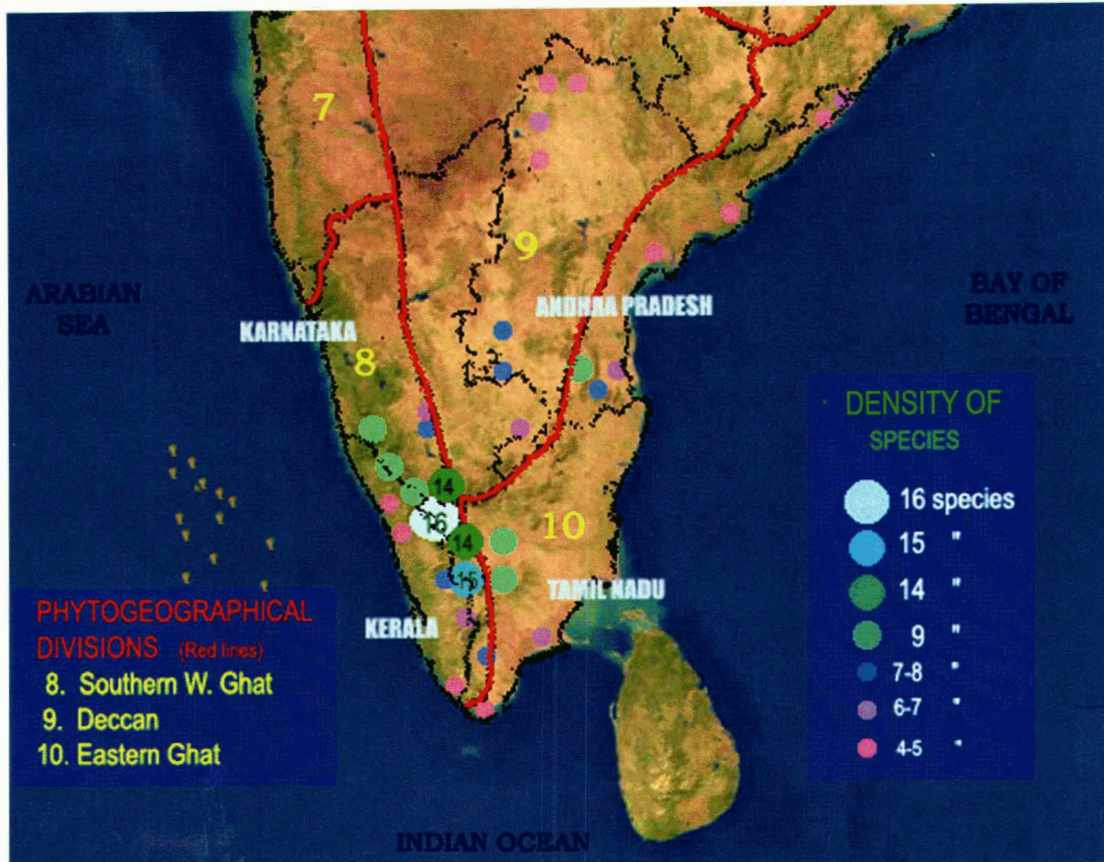 7
9
ARABIAN
SEA
BAY OF
BENGAL
ANDHRA PRADESH
KARNATAKA
8
14
16
10
14
15
TAMIL NADU
KERALA
INDIAN OCEAN
DENSITY OF
SPECIES
16 species
15 "
14 "
9 "
7-8 "
6-7 "
4-5 "
PHYTOGEOGRAPHICAL
DIVISIONS (Red lines)
8. Southern W. Ghat
9. Deccan
10. Eastern Ghat